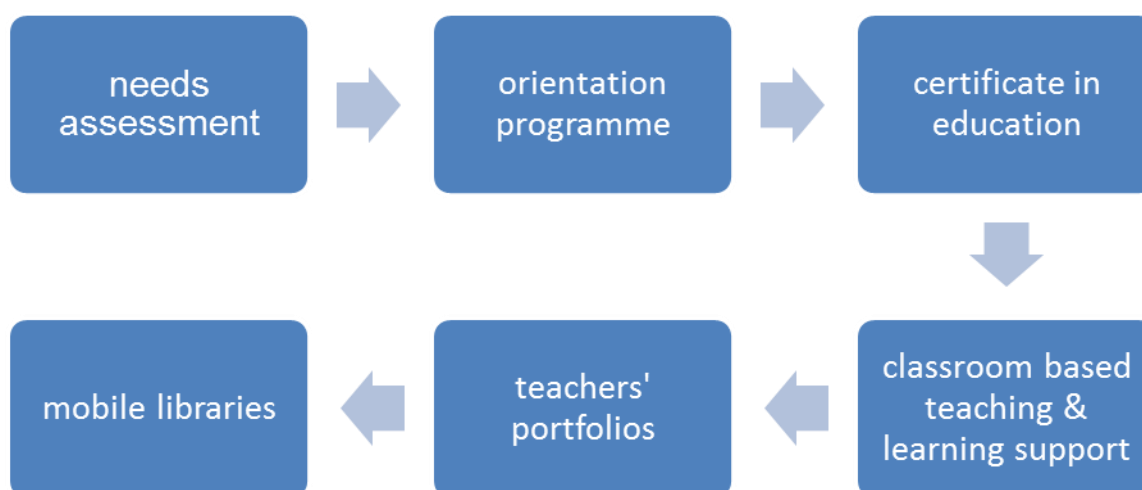 needs
assessment
orientation
programme
certificate in
education
classroom based
teaching &
learning support
teachers'
portfolios
mobile libraries